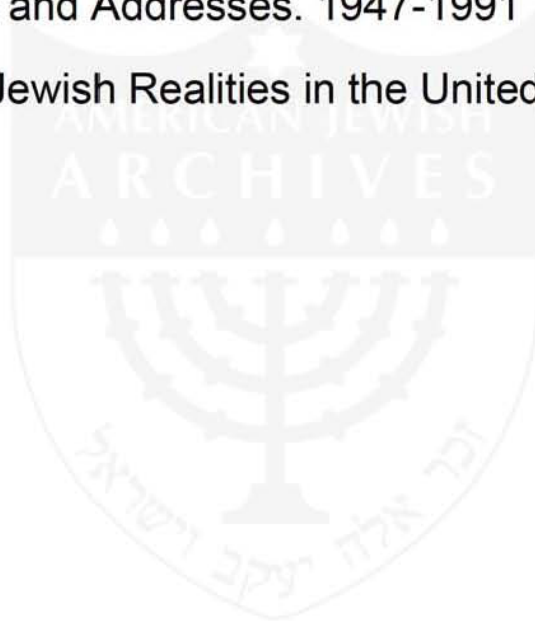 and Addresses. 1947-1991
Jewish Realities in the United
AMERICAN JEWISH
ARCHIVES
זכר אלה יעקב וישראל